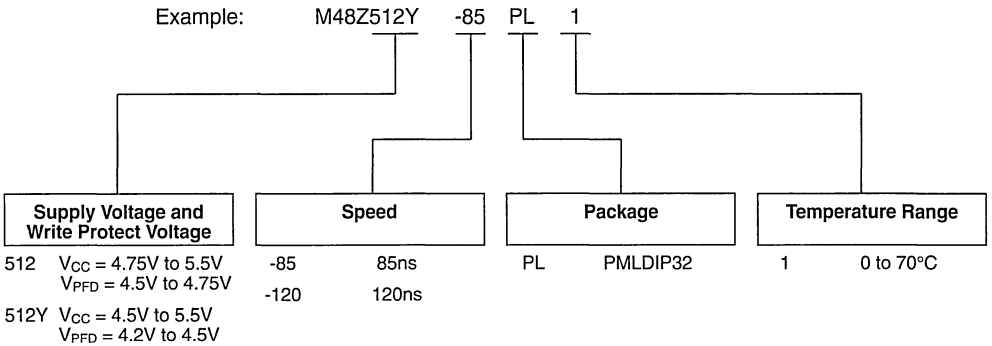 Example: M48Z512Y -85 PL 1
Supply Voltage and
Write Protect Voltage
Speed
Package
Temperature Range
512 VCC = 4.75V to 5.5V
VPFD = 4.5V to 4.75V
512Y VCC = 4.5V to 5.5V
VPFD = 4.2V to 4.5V
-85 85ns
-120 120ns
PL PMLDIP32
1 0 to 70°C